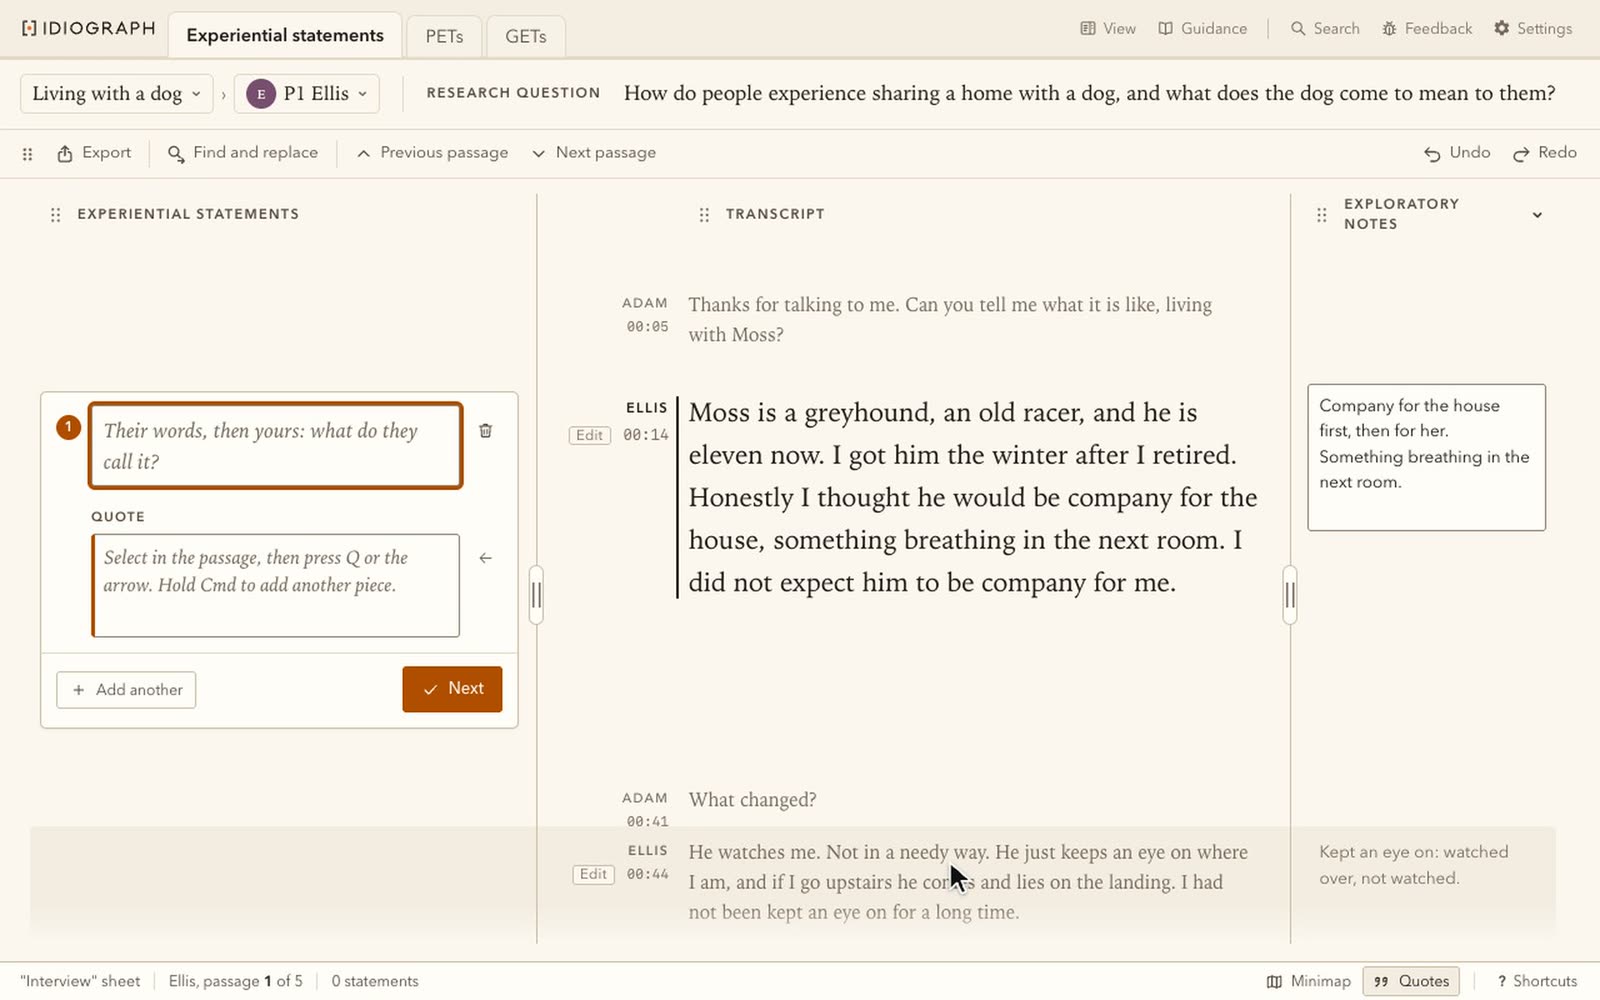 IDIOGRAPH
Experiential statements
PETs
GETs
View
Guidance
Search
Feedback
Settings
Living with a dog
›
E
P1 Ellis
RESEARCH QUESTION
How do people experience sharing a home with a dog, and what does the dog come to mean to them?
Export
Find and replace
Previous passage
Next passage
Undo
Redo
EXPERIENTIAL STATEMENTS
TRANSCRIPT
EXPLORATORY
NOTES
ADAM
00:05
Thanks for talking to me. Can you tell me what it is like, living
with Moss?
1
Their words, then yours: what do they
call it?
QUOTE
Select in the passage, then press Q or the
arrow. Hold Cmd to add another piece.
Add another
Next
ELLIS
Edit
00:14
Moss is a greyhound, an old racer, and he is
eleven now. I got him the winter after I retired.
Honestly I thought he would be company for the
house, something breathing in the next room. I
did not expect him to be company for me.
Company for the house
first, then for her.
Something breathing in the
next room.
ADAM
00:41
What changed?
ELLIS
Edit
00:44
He watches me. Not in a needy way. He just keeps an eye on where
I am, and if I go upstairs he and lies on the landing. I had
not been kept an eye on for a long time.
Kept an eye on: watched
over, not watched.
"Interview" sheet
Ellis, passage 1 of 5
0 statements
Minimap
Quotes
? Shortcuts